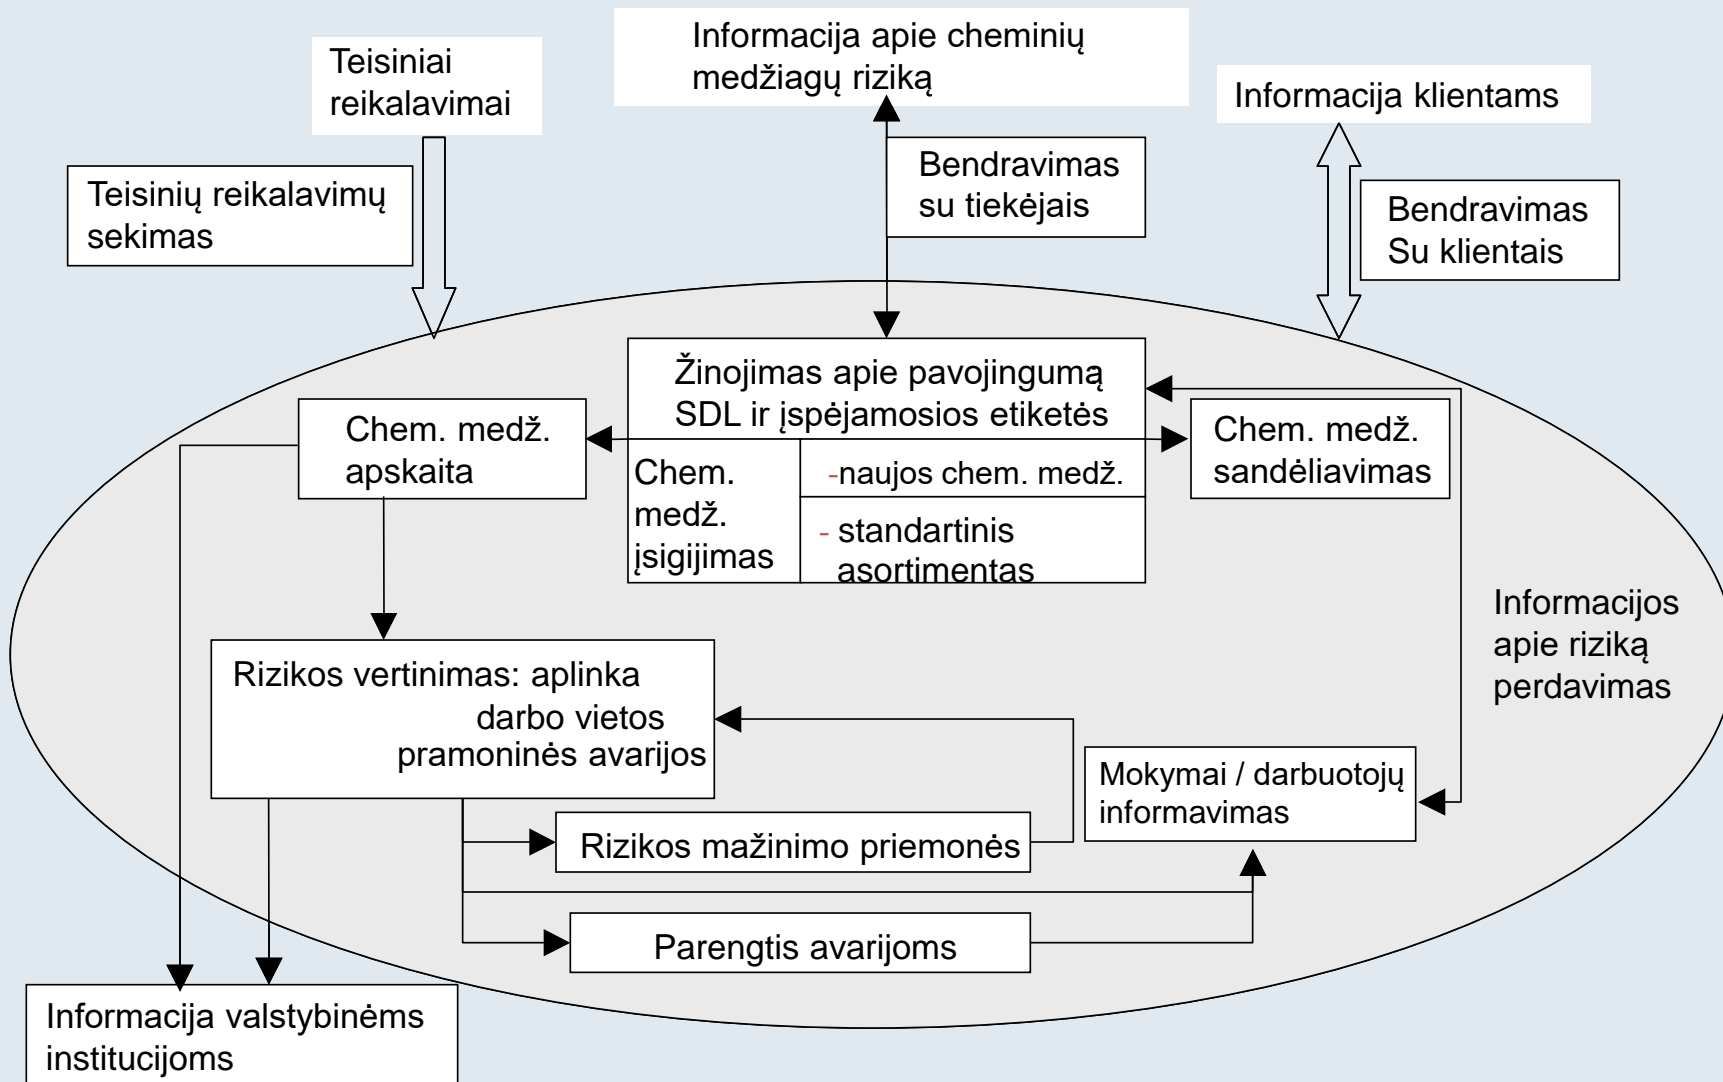 Informacija apie cheminių
medžiagų riziką
Teisiniai
reikalavimai
Informacija klientams
Teisinių reikalavimų
sekimas
Bendravimas
su tiekėjais
Bendravimas
Su klientais
Žinojimas apie pavojingumą
SDL ir įspėjamosios etiketės
Chem. medž.
apskaita
Chem.
medž.
įsigijimas
-naujos chem. medž.
- standartinis
asortimentas
Chem. medž.
sandėliavimas
Informacijos
apie riziką
perdavimas
Rizikos vertinimas: aplinka
darbo vietos
pramoninės avarijos
Mokymai / darbuotojų
informavimas
Rizikos mažinimo priemonės
Parengtis avarijoms
Informacija valstybinėms
institucijoms